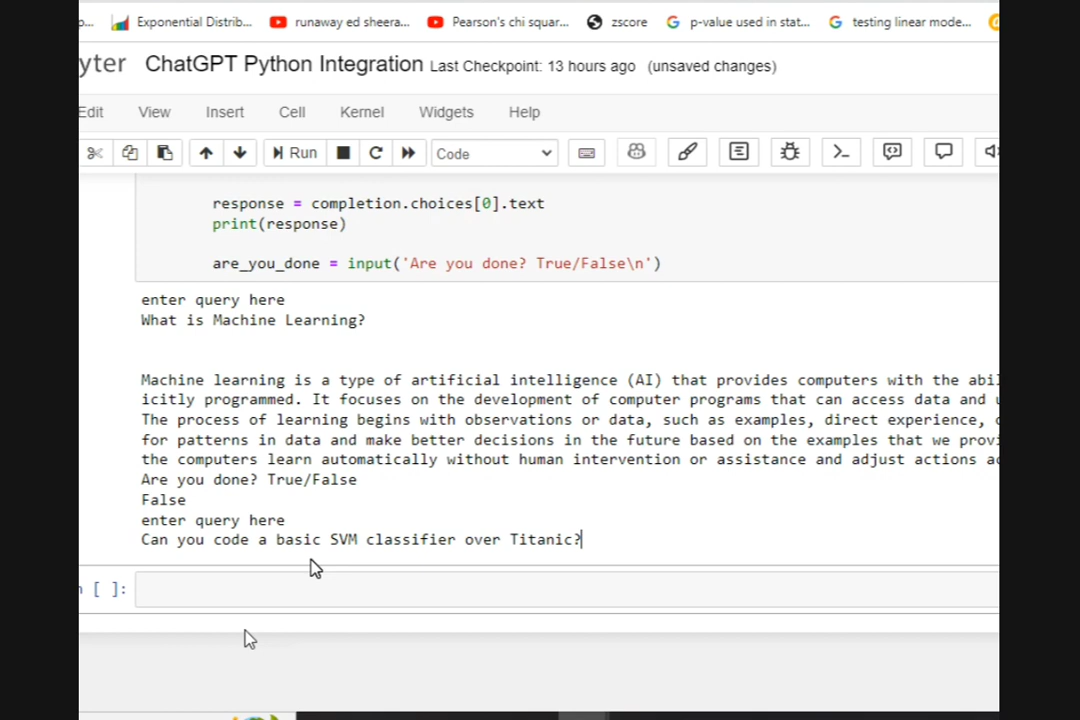 Exponential Distrib... runaway ed sheera... Pearson's chi squar... zscore p-value used in stat... testing linear mode...
yter ChatGPT Python Integration Last Checkpoint: 13 hours ago (unsaved changes)
Edit View Insert Cell Kernel Widgets Help
Run Code
response = completion.choices[0].text
print(response)
are_you_done = input('Are you done? True/False\n')
enter query here
What is Machine Learning?
Machine learning is a type of artificial intelligence (AI) that provides computers with the abil
icitly programmed. It focuses on the development of computer programs that can access data and u
The process of learning begins with observations or data, such as examples, direct experience,
for patterns in data and make better decisions in the future based on the examples that we provi
the computers learn automatically without human intervention or assistance and adjust actions a
Are you done? True/False
False
enter query here
Can you code a basic SVM classifier over Titanic?
[ ]: